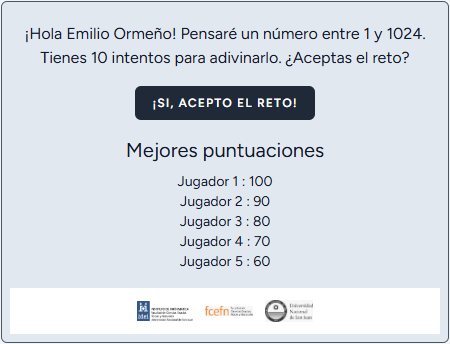 ¡Hola Emilio Ormeño! Pensaré un número entre 1 y 1024.
Tienes 10 intentos para adivinarlo. ¿Aceptas el reto?
¡SI, ACEPTO EL RETO!
Mejores puntuaciones
Jugador 1 : 100
Jugador 2 : 90
Jugador 3 : 80
Jugador 4 : 70
Jugador 5 : 60
fcefn
Universidad
Nacional
de San Juan